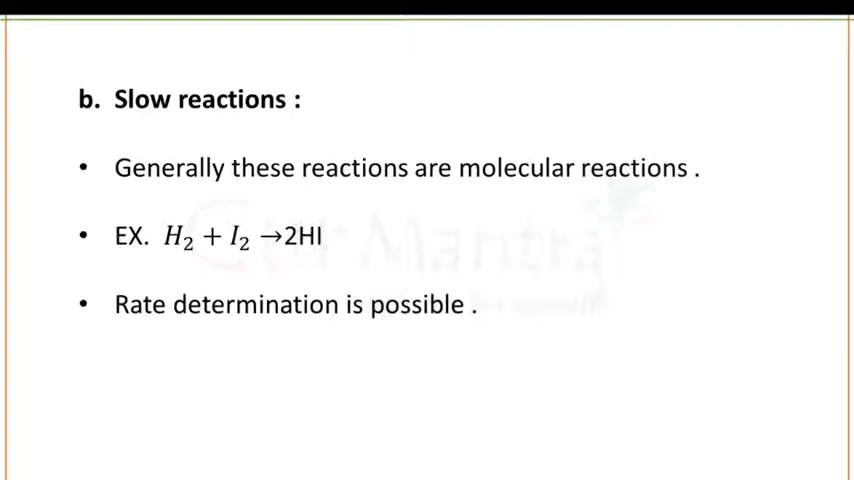 b. Slow reactions :
• Generally these reactions are molecular reactions .
• EX. H₂ + I₂ →2HI
• Rate determination is possible .